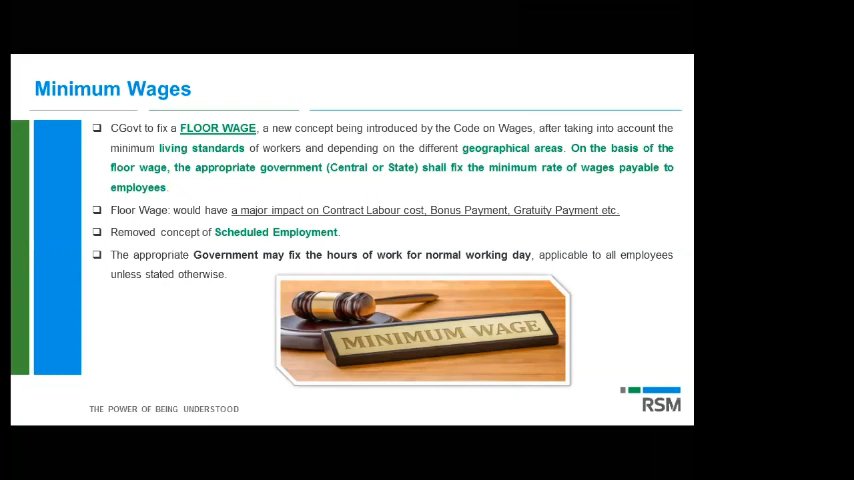 Minimum Wages
CGovt to fix a FLOOR WAGE, a new concept being introduced by the Code on Wages, after taking into account the
minimum living standards of workers and depending on the different geographical areas. On the basis of the
floor wage, the appropriate government (Central or State) shall fix the minimum rate of wages payable to
employees.
Floor Wage: would have a major impact on Contract Labour cost, Bonus Payment, Gratuity Payment etc.
Removed concept of Scheduled Employment.
The appropriate Government may fix the hours of work for normal working day, applicable to all employees
unless stated otherwise.
MINIMUM WAGE
THE POWER OF BEING UNDERSTOOD
RSM